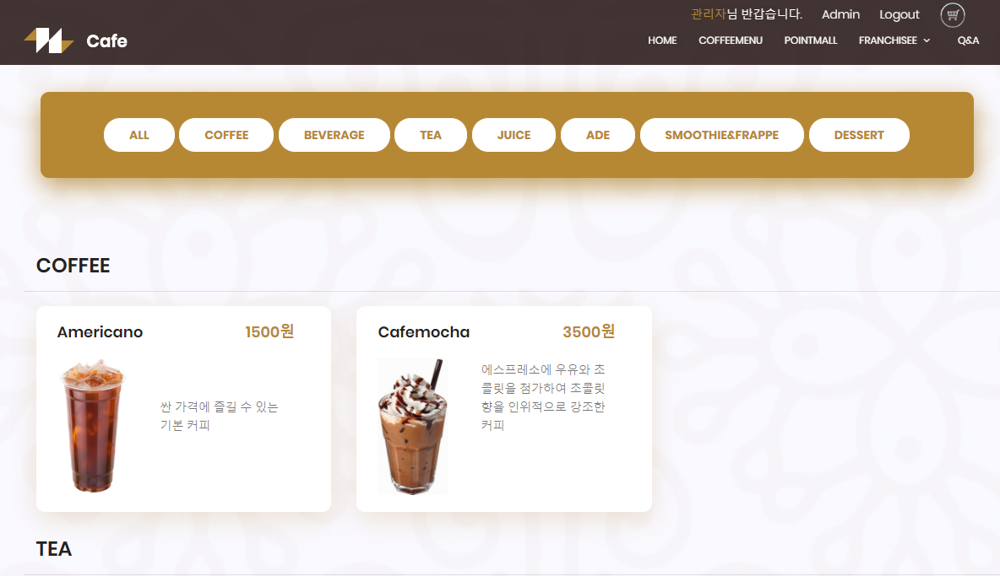 관리자님 반갑습니다. Admin Logout
Cafe
HOME COFFEEMENU POINTMALL FRANCHISEE Q&A
ALL COFFEE BEVERAGE TEA JUICE ADE SMOOTHIE&FRAPPE DESSERT
COFFEE
Americano 1500원
싼 가격에 즐길 수 있는
기본 커피
Cafemocha 3500원
에스프레소에 우유와 초
콜릿을 첨가하여 초콜릿
향을 인위적으로 강조한
커피
TEA